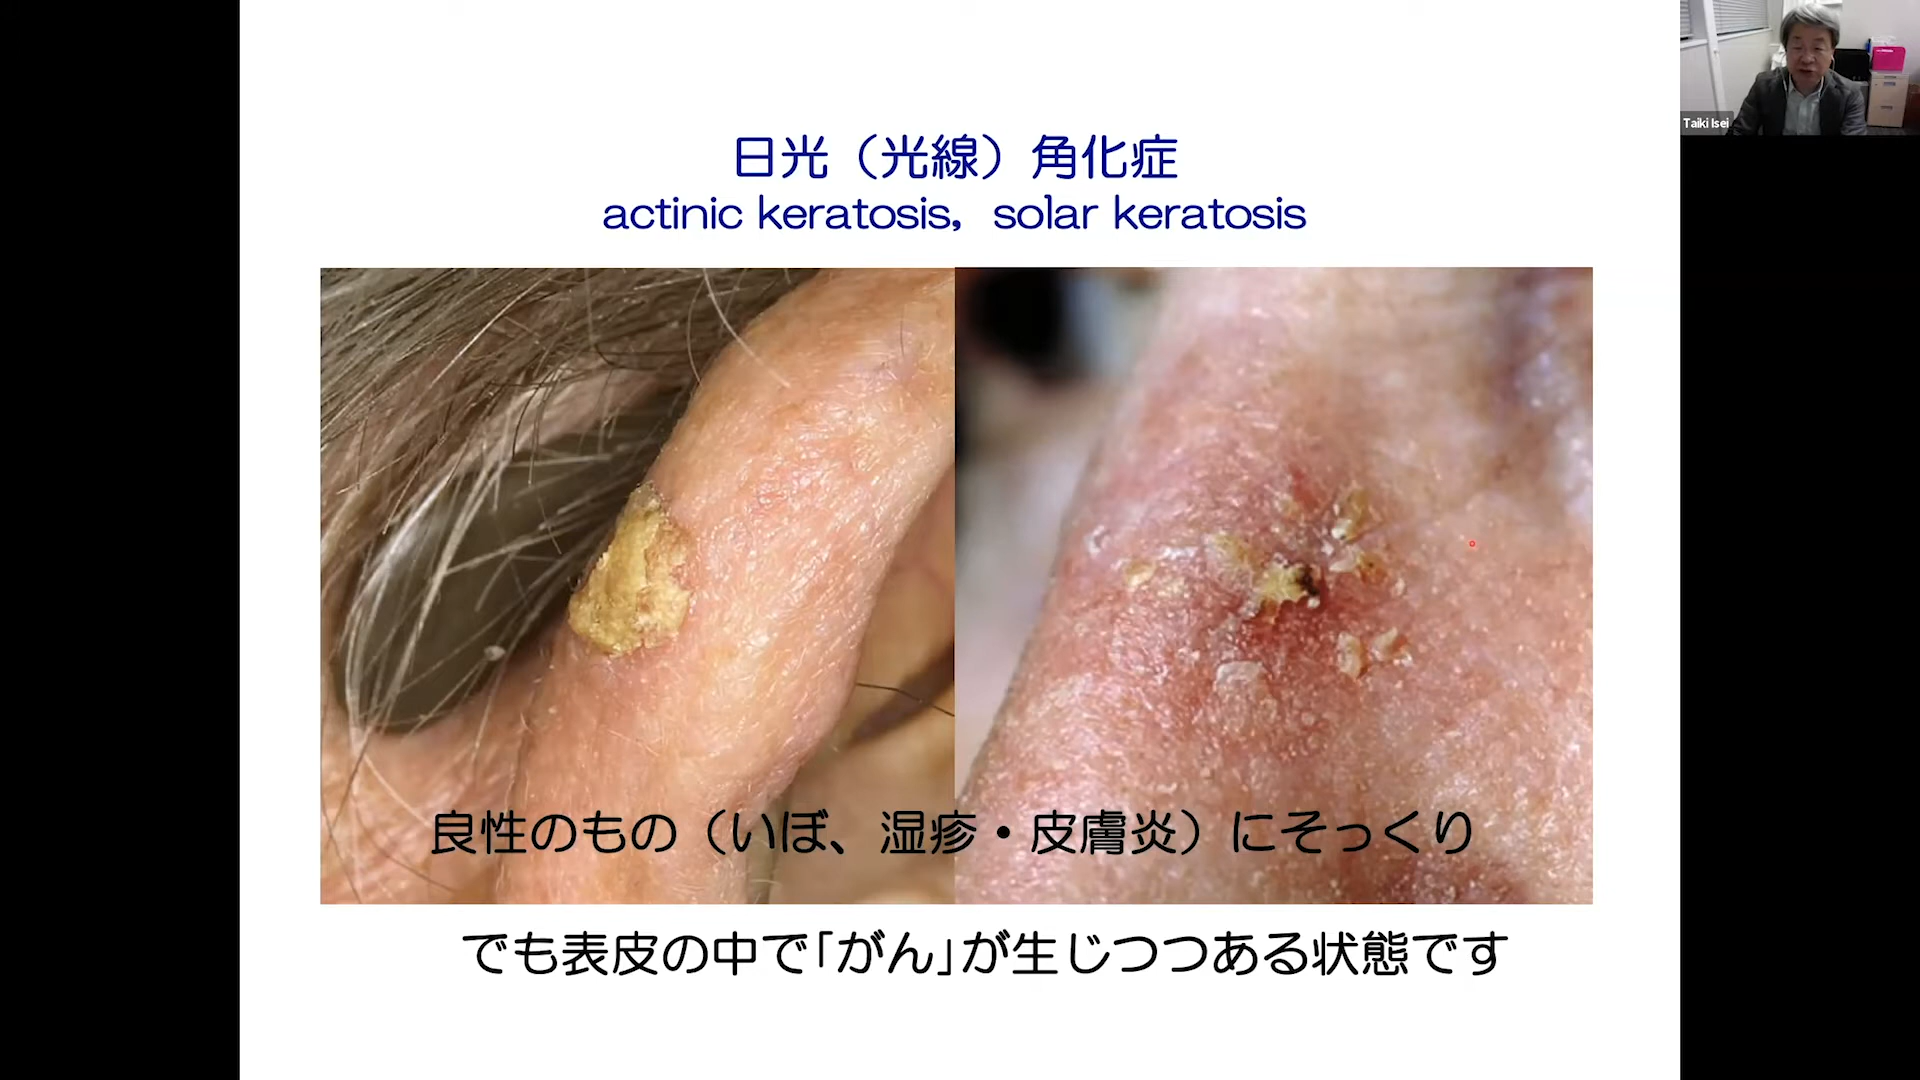 日光（光線）角化症
actinic keratosis，solar keratosis
良性のもの（いぼ、湿疹・皮膚炎）にそっくり
でも表皮の中で｢がん｣が生じつつある状態です
Taiki Isei